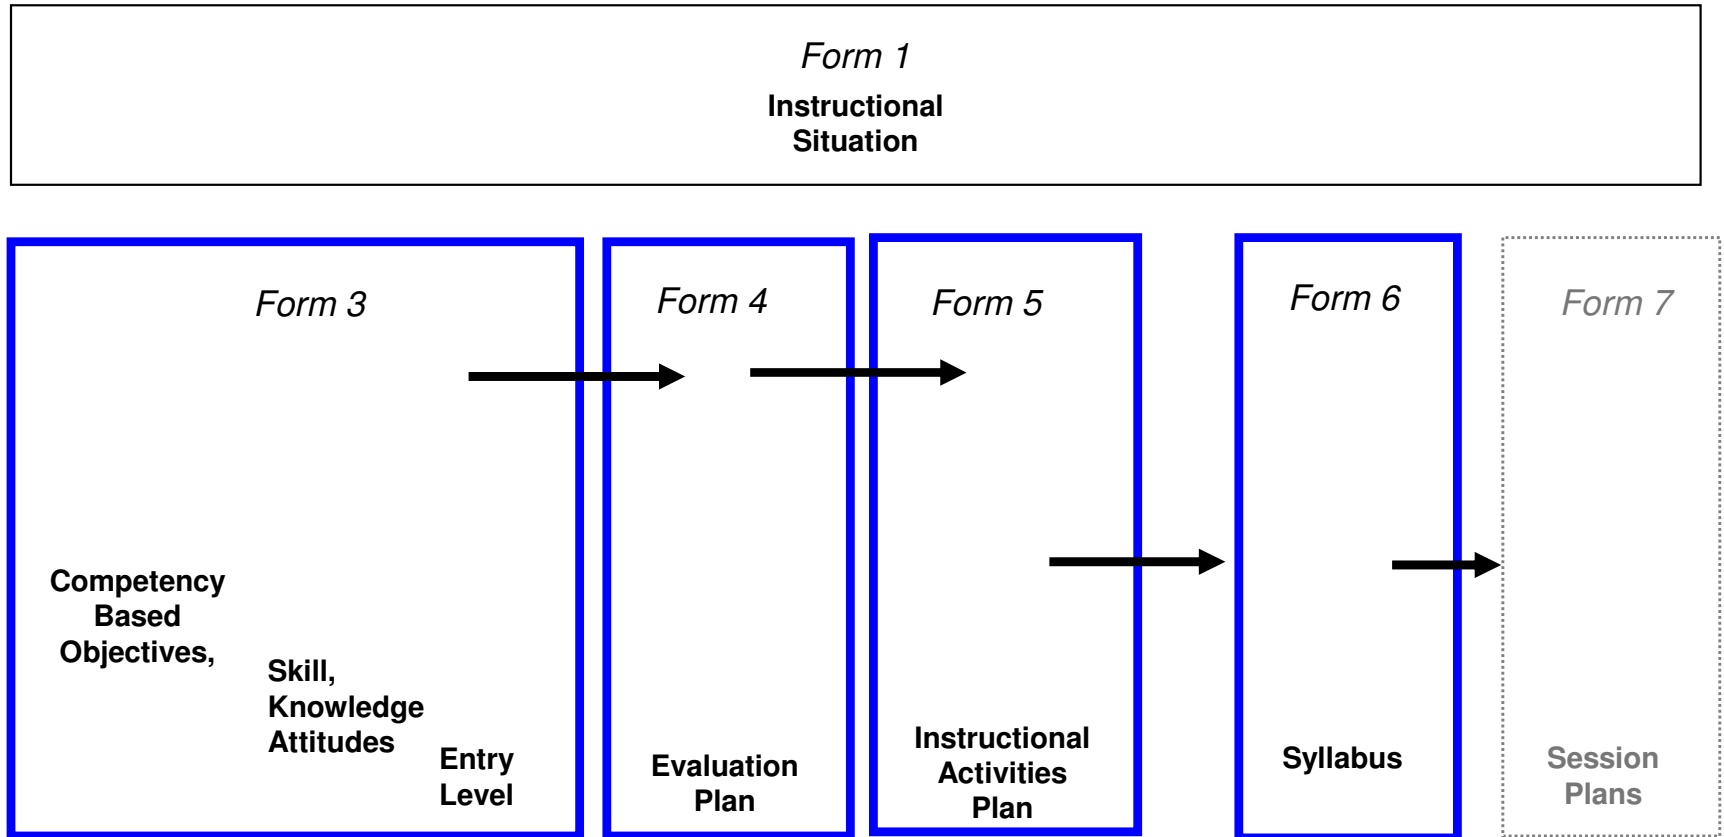 Form 1
Instructional
Situation
Form 3
Competency
Based
Objectives,
Skill,
Knowledge
Attitudes
Entry
Level
Form 4
Evaluation
Plan
Form 5
Instructional
Activities
Plan
Form 6
Syllabus
Form 7
Session
Plans